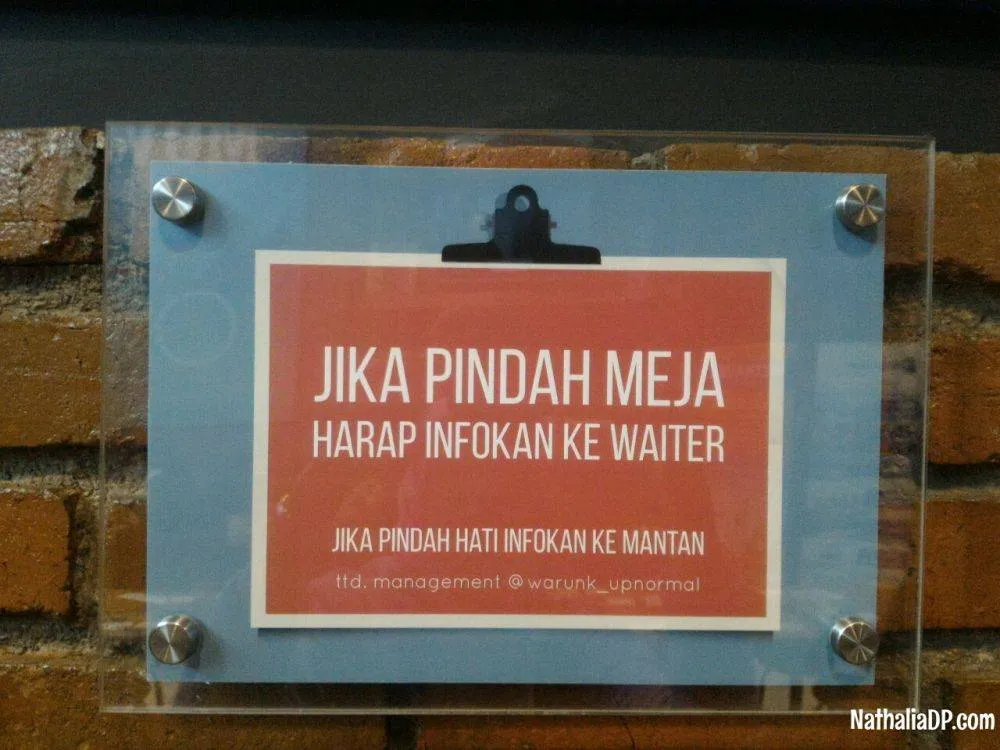 JIKA PINDAH MEJA
HARAP INFOKAN KE WAITER
JIKA PINDAH HATI INFOKAN KE MANTAN
ttd. management @warunk_upnormal
NathaliaDP.com